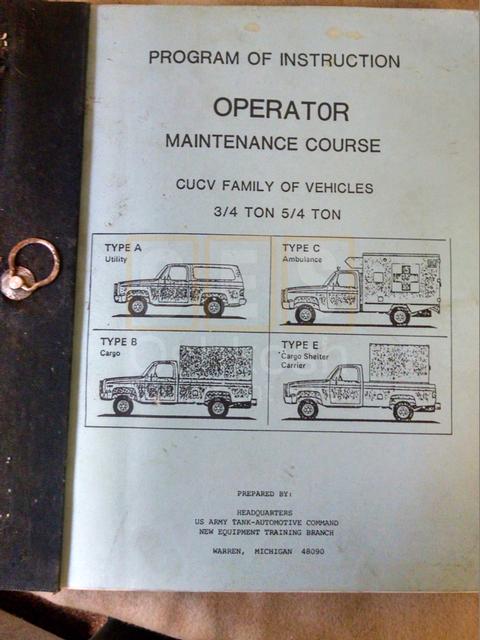 PROGRAM OF INSTRUCTION
OPERATOR
MAINTENANCE COURSE
CUCV FAMILY OF VEHICLES
3/4 TON 5/4 TON
TYPE A
Utility
TYPE C
Ambulance
TYPE B
Cargo
TYPE E
Cargo Shelter
Carrier
PREPARED BY:
HEADQUARTERS
US ARMY TANK-AUTOMOTIVE COMMAND
NEW EQUIPMENT TRAINING BRANCH
WARREN, MICHIGAN 48090